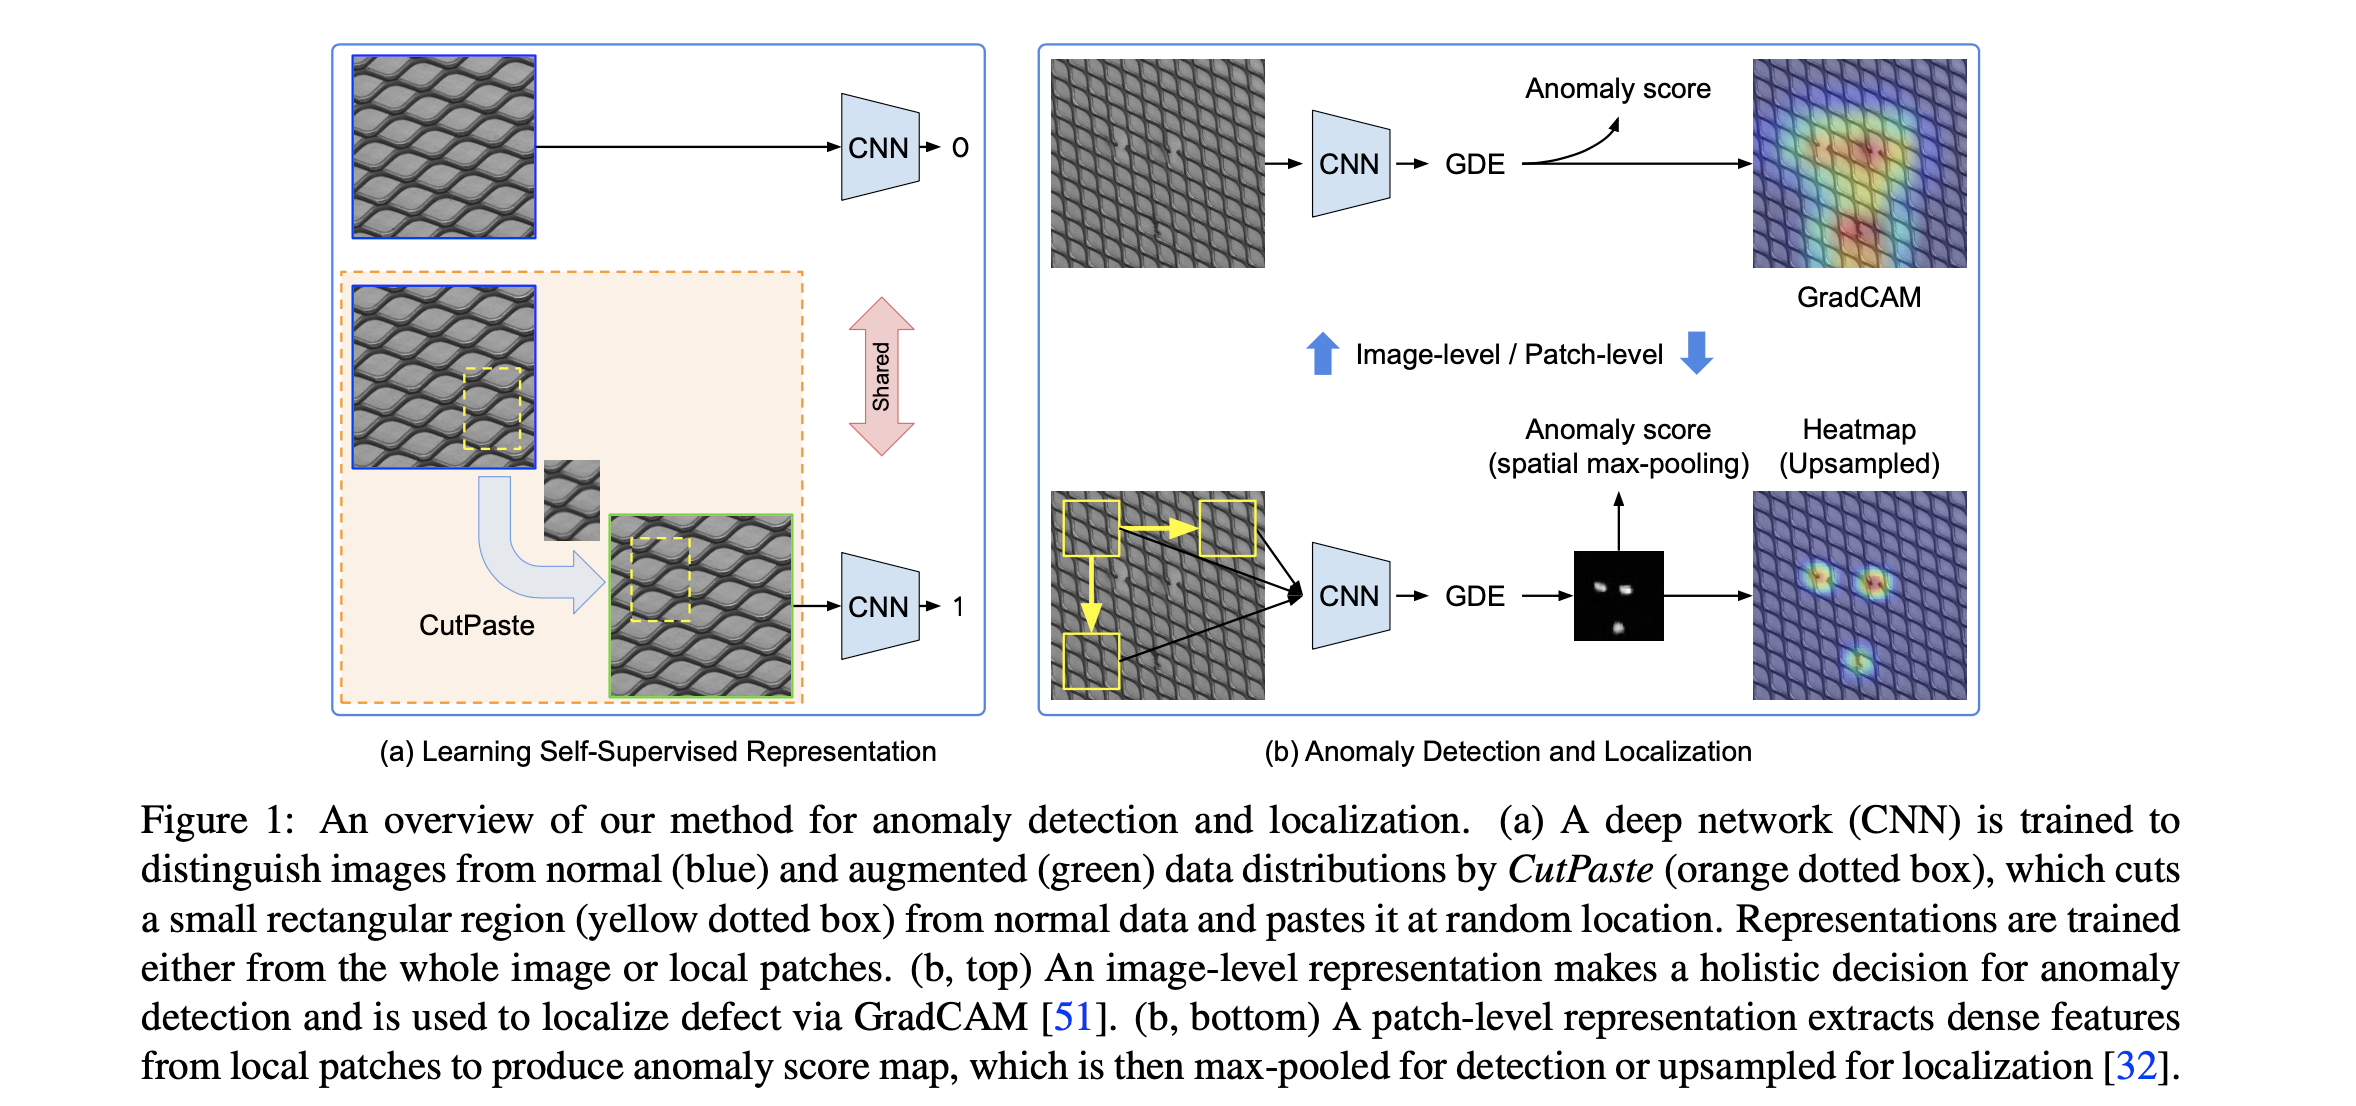 CNN
0
Shared
CutPaste
CNN
1
(a) Learning Self-Supervised Representation
Anomaly score
CNN
GDE
GradCAM
Image-level / Patch-level
Anomaly score
(spatial max-pooling)
Heatmap
(Upsampled)
CNN
GDE
(b) Anomaly Detection and Localization
Figure 1: An overview of our method for anomaly detection and localization. (a) A deep network (CNN) is trained to
distinguish images from normal (blue) and augmented (green) data distributions by CutPaste (orange dotted box), which cuts
a small rectangular region (yellow dotted box) from normal data and pastes it at random location. Representations are trained
either from the whole image or local patches. (b, top) An image-level representation makes a holistic decision for anomaly
detection and is used to localize defect via GradCAM [51]. (b, bottom) A patch-level representation extracts dense features
from local patches to produce anomaly score map, which is then max-pooled for detection or upsampled for localization [32].